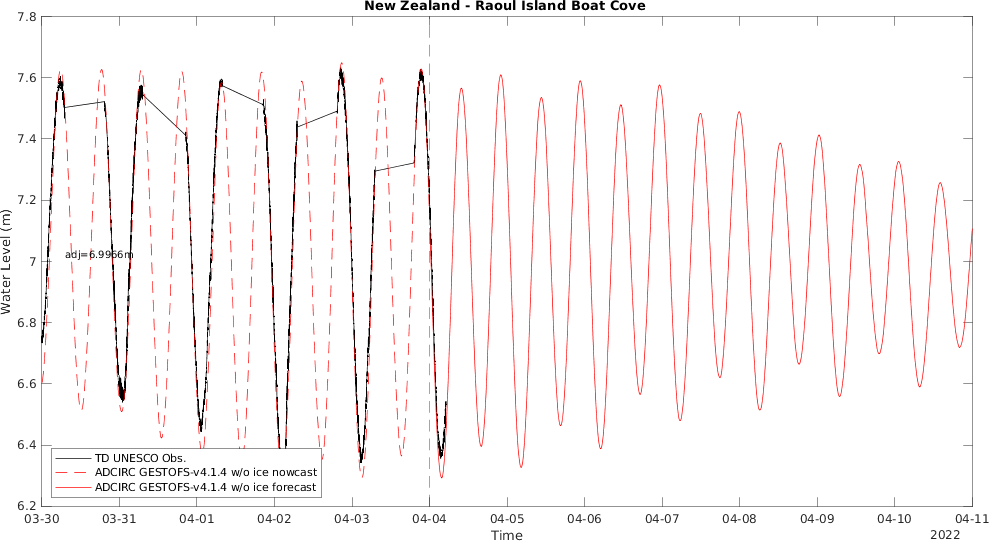 New Zealand - Raoul Island Boat Cove
7.8
7.6
7.4
7.2
7
6.8
6.6
6.4
6.2
Water Level (m)
adj=6.9966m
TD UNESCO Obs.
ADCIRC GESTOFS-v4.1.4 w/o ice nowcast
ADCIRC GESTOFS-v4.1.4 w/o ice forecast
03-30 03-31 04-01 04-02 04-03 04-04 04-05 04-06 04-07 04-08 04-09 04-10 04-11
Time
2022